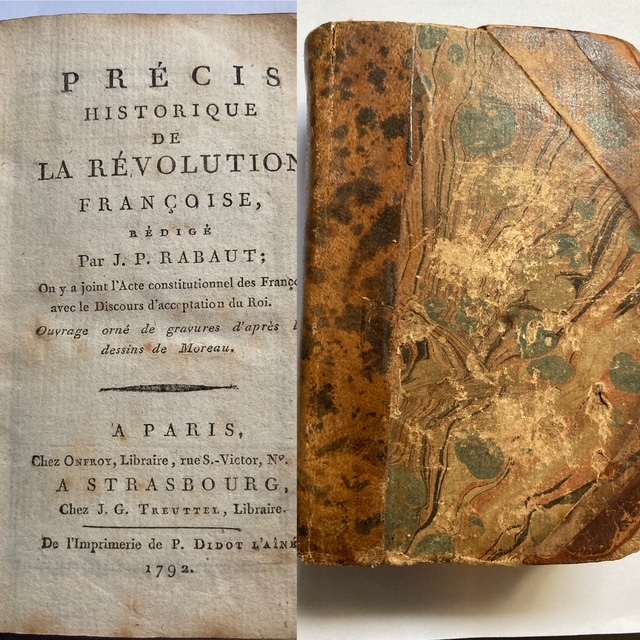 PRÉCIS
HISTORIQUE
DE
LA RÉVOLUTION
FRANÇOISE,
RÉDIGÉ
Par J. P. RABAUT;
On y a joint l'Acte constitutionnel des
avec le Discours d'acceptation du Roi.
Ouvrage orné de gravures d'après
dessins de Moreau.
A PARIS,
Chez ONFROY, Libraire, rue S.-Victor, Nº.
A STRASBOURG,
Chez J. G. TREUTTEL, Libraire.
De l'Imprimerie de P. DIDOT L'AÎNÉ
1792.